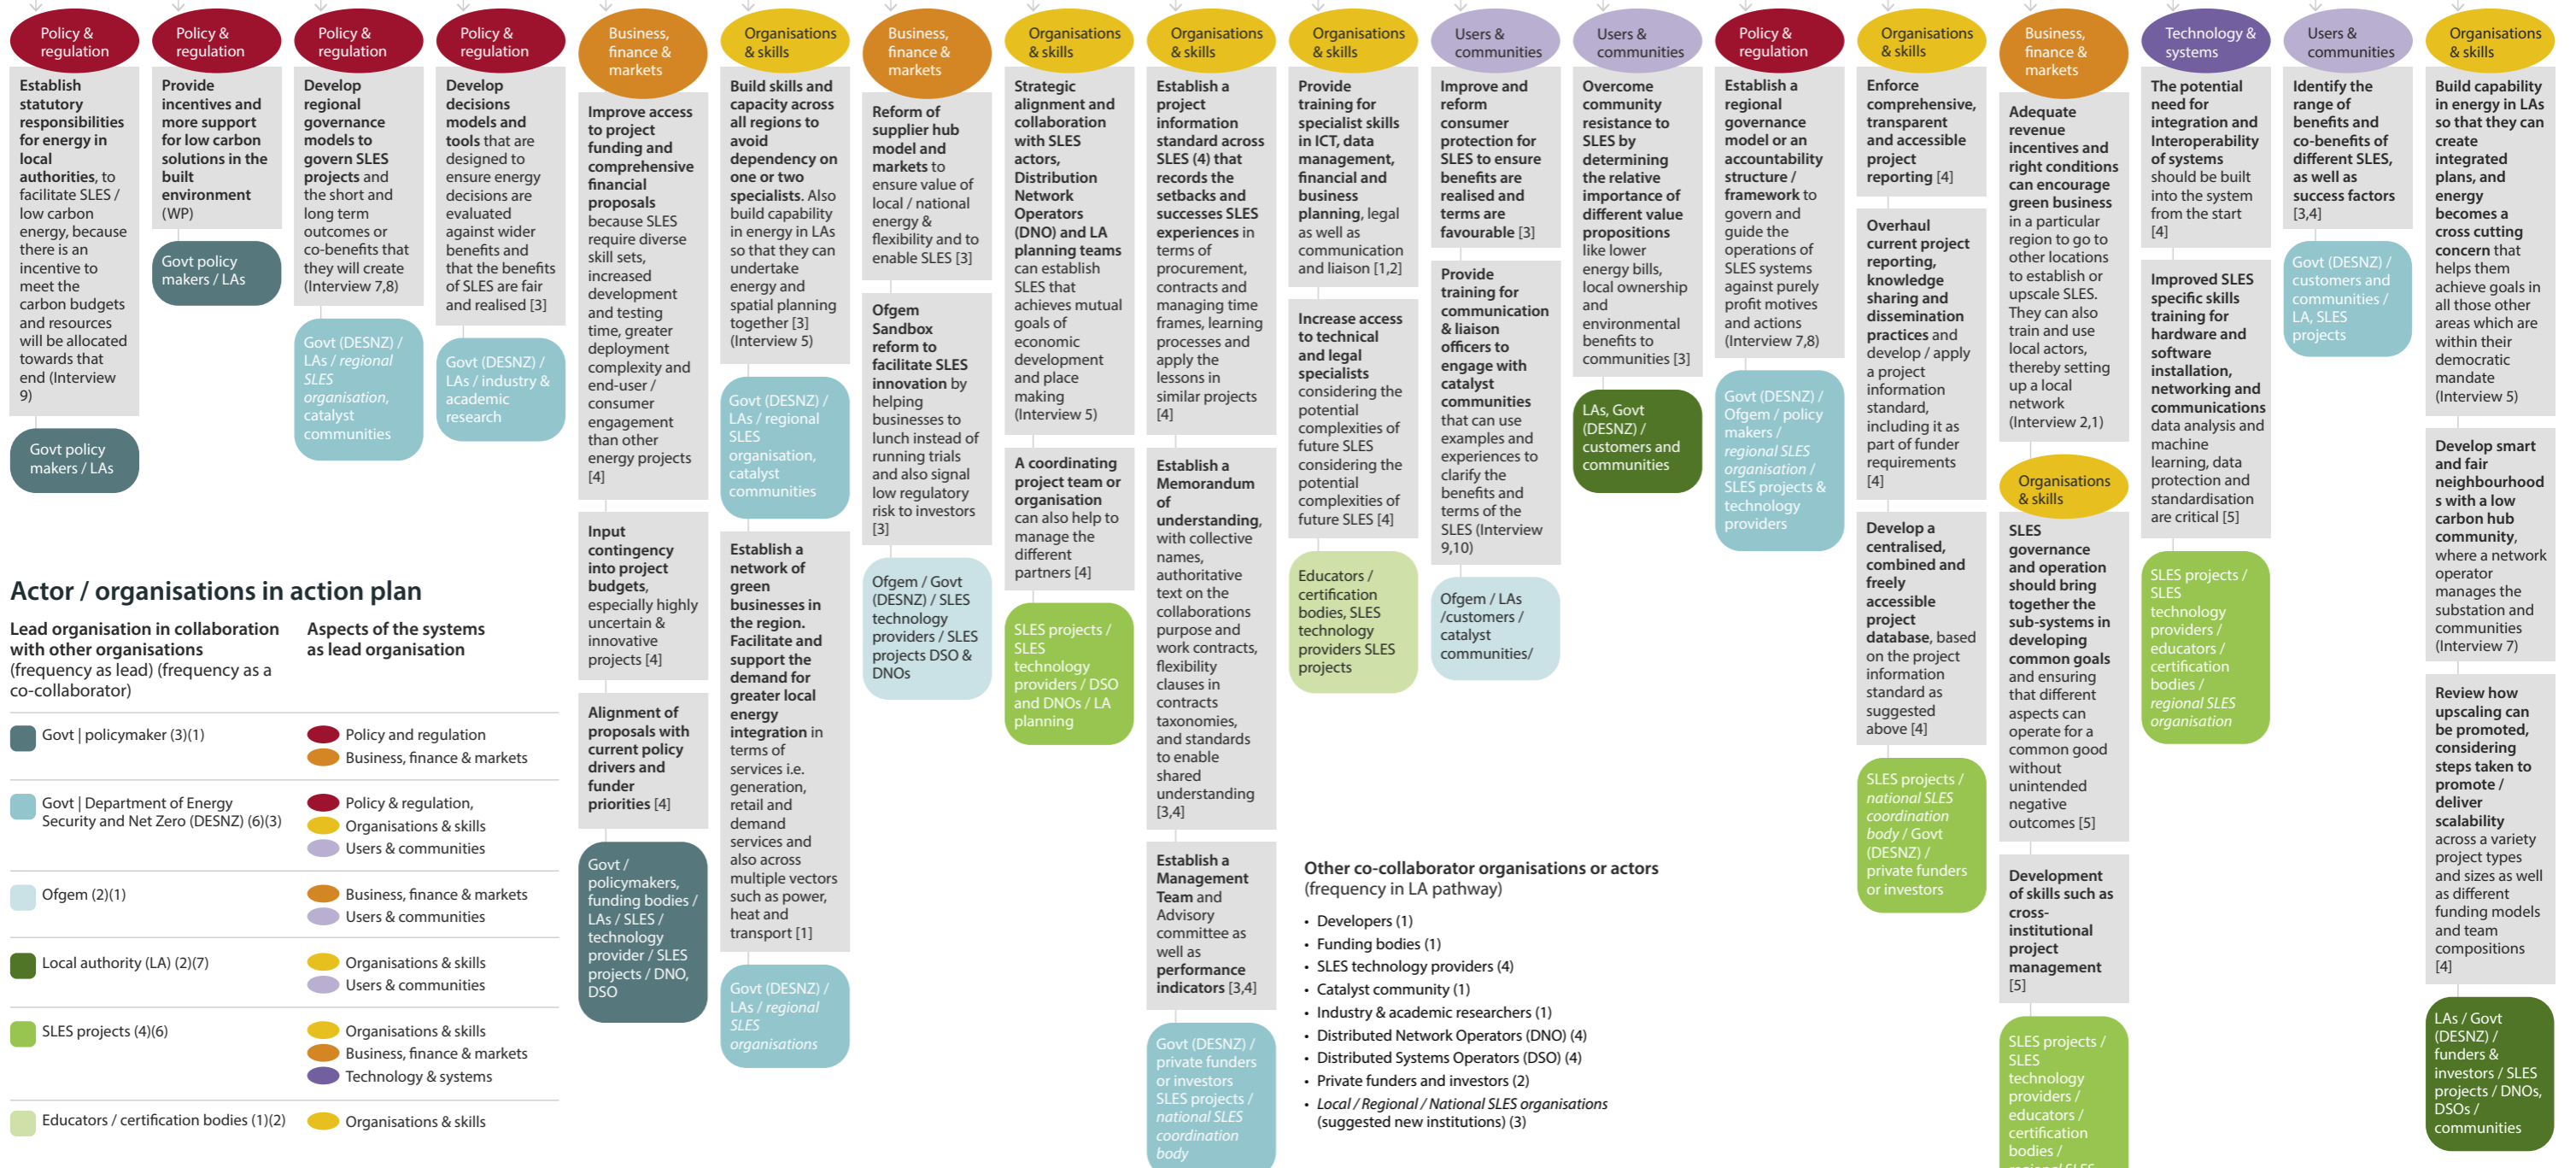 Policy &
regulation
Establish
statutory
responsibilities
for energy in
local
authorities, to
facilitate SLES /
low carbon
energy, because
there is an
incentive to
meet the
carbon budgets
and resources
will be allocated
towards that
end (Interview
9)
Govt policy
makers / LAs
Policy &
regulation
Provide
incentives and
more support
for low carbon
solutions in the
built
environment
(WP)
Govt policy
makers / LAs
Policy &
regulation
Develop
regional
governance
models to
govern SLES
projects and
the short and
long term
outcomes or
co-benefits that
they will create
(Interview 7,8)
Govt (DESNZ) /
LAs / regional
SLES
organisation,
catalyst
communities
Policy &
regulation
Develop
decisions
models and
tools that are
designed to
ensure energy
decisions are
evaluated
against wider
benefits and
that the benefits
of SLES are fair
and realised [3]
Govt (DESNZ) /
LAs / industry &
academic
research
Business,
finance &
markets
Improve access
to project
funding and
comprehensive
financial
proposals
because SLES
require diverse
skill sets,
increased
development
and testing
time, greater
deployment
complexity and
end-user /
consumer
engagement
than other
energy projects
[4]
Input
contingency
into project
budgets,
especially highly
uncertain &
innovative
projects [4]
Alignment of
proposals with
current policy
drivers and
funder
priorities [4]
Govt /
policymakers,
funding bodies /
LAs / SLES /
technology
provider / SLES
projects / DNO,
DSO
Organisations
& skills
Build skills and
capacity across
all regions to
avoid
dependency on
one or two
specialists. Also
build capability
in energy in LAs
so that they can
undertake
energy and
spatial planning
together [3]
(Interview 5)
Govt (DESNZ) /
LAs / regional
SLES
organisation,
catalyst
communities
Establish a
network of
green
businesses in
the region.
Facilitate and
support the
demand for
greater local
energy
integration in
terms of
services i.e.
generation,
retail and
demand
services and
also across
multiple vectors
such as power,
heat and
transport [1]
Govt (DESNZ) /
LAs / regional
SLES
organisations
Business,
finance &
markets
Reform of
supplier hub
model and
markets to
ensure value of
local / national
energy &
flexibility and to
enable SLES [3]
Ofgem
Sandbox
reform to
facilitate SLES
innovation by
helping
businesses to
lunch instead of
running trials
and also signal
low regulatory
risk to investors
[3]
Ofgem / Govt
(DESNZ) / SLES
technology
providers / SLES
projects DSO &
DNOs
Organisations
& skills
Strategic
alignment and
collaboration
with SLES
actors,
Distribution
Network
Operators
(DNO) and LA
planning teams
can establish
SLES that
achieves mutual
goals of
economic
development
and place
making
(Interview 5)
A coordinating
project team or
organisation
can also help to
manage the
different
partners [4]
SLES projects /
SLES
technology
providers / DSO
and DNOs / LA
planning
Organisations
& skills
Establish a
project
information
standard across
SLES (4) that
records the
setbacks and
successes SLES
experiences in
terms of
procurement,
contracts and
managing time
frames, learning
processes and
apply the
lessons in
similar projects
[4]
Establish a
Memorandum
of
understanding,
with collective
names,
authoritative
text on the
collaborations
purpose and
work contracts,
flexibility
clauses in
contracts
taxonomies,
and standards
to enable
shared
understanding
[3,4]
Establish a
Management
Team and
Advisory
committee as
well as
performance
indicators [3,4]
Govt (DESNZ) /
private funders
or investors
SLES projects /
national SLES
coordination
body
Organisations
& skills
Provide
training for
specialist skills
in ICT, data
management,
financial and
business
planning, legal
as well as
communication
and liaison [1,2]
Increase access
to technical
and legal
specialists
considering the
potential
complexities of
future SLES
considering the
potential
complexities of
future SLES [4]
Educators /
certification
bodies, SLES
technology
providers SLES
projects
Users &
communities
Improve and
reform
consumer
protection for
SLES to ensure
benefits are
realised and
terms are
favourable [3]
Provide
training for
communication
& liaison
officers to
engage with
catalyst
communities
that can use
examples and
experiences to
clarify the
benefits and
terms of the
SLES (Interview
9,10)
Ofgem / LAs
/customers /
catalyst
communities/
Users &
communities
Overcome
community
resistance to
SLES by
determining
the relative
importance of
different value
propositions
like lower
energy bills,
local ownership
and
environmental
benefits to
communities [3]
LAs, Govt
(DESNZ) /
customers and
communities
Policy &
regulation
Establish a
regional
governance
model or an
accountability
structure /
framework to
govern and
guide the
operations of
SLES systems
against purely
profit motives
and actions
(Interview 7,8)
Govt (DESNZ) /
Ofgem / policy
makers /
regional SLES
organisation /
SLES projects &
technology
providers
Organisations
& skills
Enforce
comprehensive,
transparent
and accessible
project
reporting [4]
Overhaul
current project
reporting,
knowledge
sharing and
dissemination
practices and
develop / apply
a project
information
standard,
including it as
part of funder
requirements
[4]
Develop a
centralised,
combined and
freely
accessible
project
database, based
on the project
information
standard as
suggested
above [4]
SLES projects /
national SLES
coordination
body / Govt
(DESNZ) /
private funders
or investors
Business,
finance &
markets
Adequate
revenue
incentives and
right conditions
can encourage
green business
in a particular
region to go to
other locations
to establish or
upscale SLES.
They can also
train and use
local actors,
thereby setting
up a local
network
(Interview 2,1)
Organisations
& skills
SLES
governance
and operation
should bring
together the
sub-systems in
developing
common goals
and ensuring
that different
aspects can
operate for a
common good
without
unintended
negative
outcomes [5]
Development
of skills such as
cross-
institutional
project
management
[5]
SLES projects /
SLES
technology
providers /
educators /
certification
bodies /
Technology &
systems
The potential
need for
integration and
Interoperability
of systems
should be built
into the system
from the start
[4]
Improved SLES
specific skills
training for
hardware and
software
installation,
networking and
communications
data analysis and
machine
learning, data
protection and
standardisation
are critical [5]
SLES projects /
SLES
technology
providers /
educators /
certification
bodies /
regional SLES
organisation
Users &
communities
Identify the
range of
benefits and
co-benefits of
different SLES,
as well as
success factors
[3,4]
Govt (DESNZ) /
customers and
communities /
LA, SLES
projects
Organisations
& skills
Build capability
in energy in LAs
so that they can
create
integrated
plans, and
energy
becomes a
cross cutting
concern that
helps them
achieve goals in
all those other
areas which are
within their
democratic
mandate
(Interview 5)
Develop smart
and fair
neighbourhood
s with a low
carbon hub
community,
where a network
operator
manages the
substation and
communities
(Interview 7)
Review how
upscaling can
be promoted,
considering
steps taken to
promote /
deliver
scalability
across a variety
project types
and sizes as well
as different
funding models
and team
compositions
[4]
LAs / Govt
(DESNZ) /
funders &
investors / SLES
projects / DNOs,
DSOs /
communities
Actor / organisations in action plan
Lead organisation in collaboration
with other organisations
(frequency as lead) (frequency as a
co-collaborator)
Aspects of the systems
as lead organisation
Govt | policymaker (3)(1)
Policy and regulation
Business, finance & markets
Govt | Department of Energy
Security and Net Zero (DESNZ) (6)(3)
Policy & regulation,
Organisations & skills
Users & communities
Ofgem (2)(1)
Business, finance & markets
Users & communities
Local authority (LA) (2)(7)
Organisations & skills
Users & communities
SLES projects (4)(6)
Organisations & skills
Business, finance & markets
Technology & systems
Educators / certification bodies (1)(2)
Organisations & skills
Other co-collaborator organisations or actors
(frequency in LA pathway)
• Developers (1)
• Funding bodies (1)
• SLES technology providers (4)
• Catalyst community (1)
• Industry & academic researchers (1)
• Distributed Network Operators (DNO) (4)
• Distributed Systems Operators (DSO) (4)
• Private funders and investors (2)
• Local / Regional / National SLES organisations
(suggested new institutions) (3)